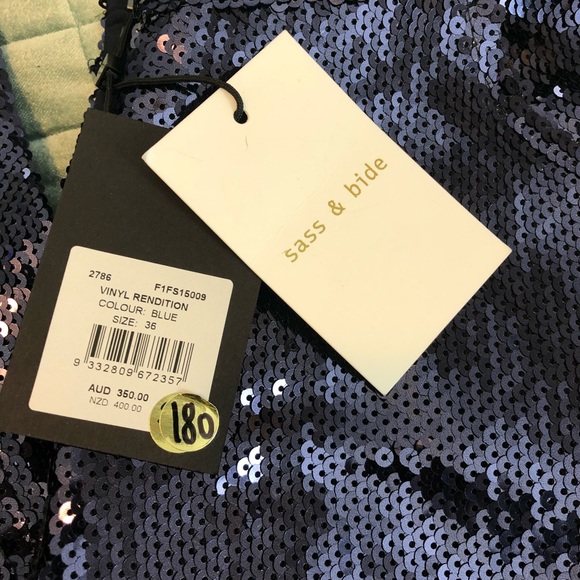 sass & bide
2786 F1FS15009
VINYL RENDITION
COLOUR: BLUE
SIZE: 36
9 332809 672357
AUD 350.00
NZD 400.00
180